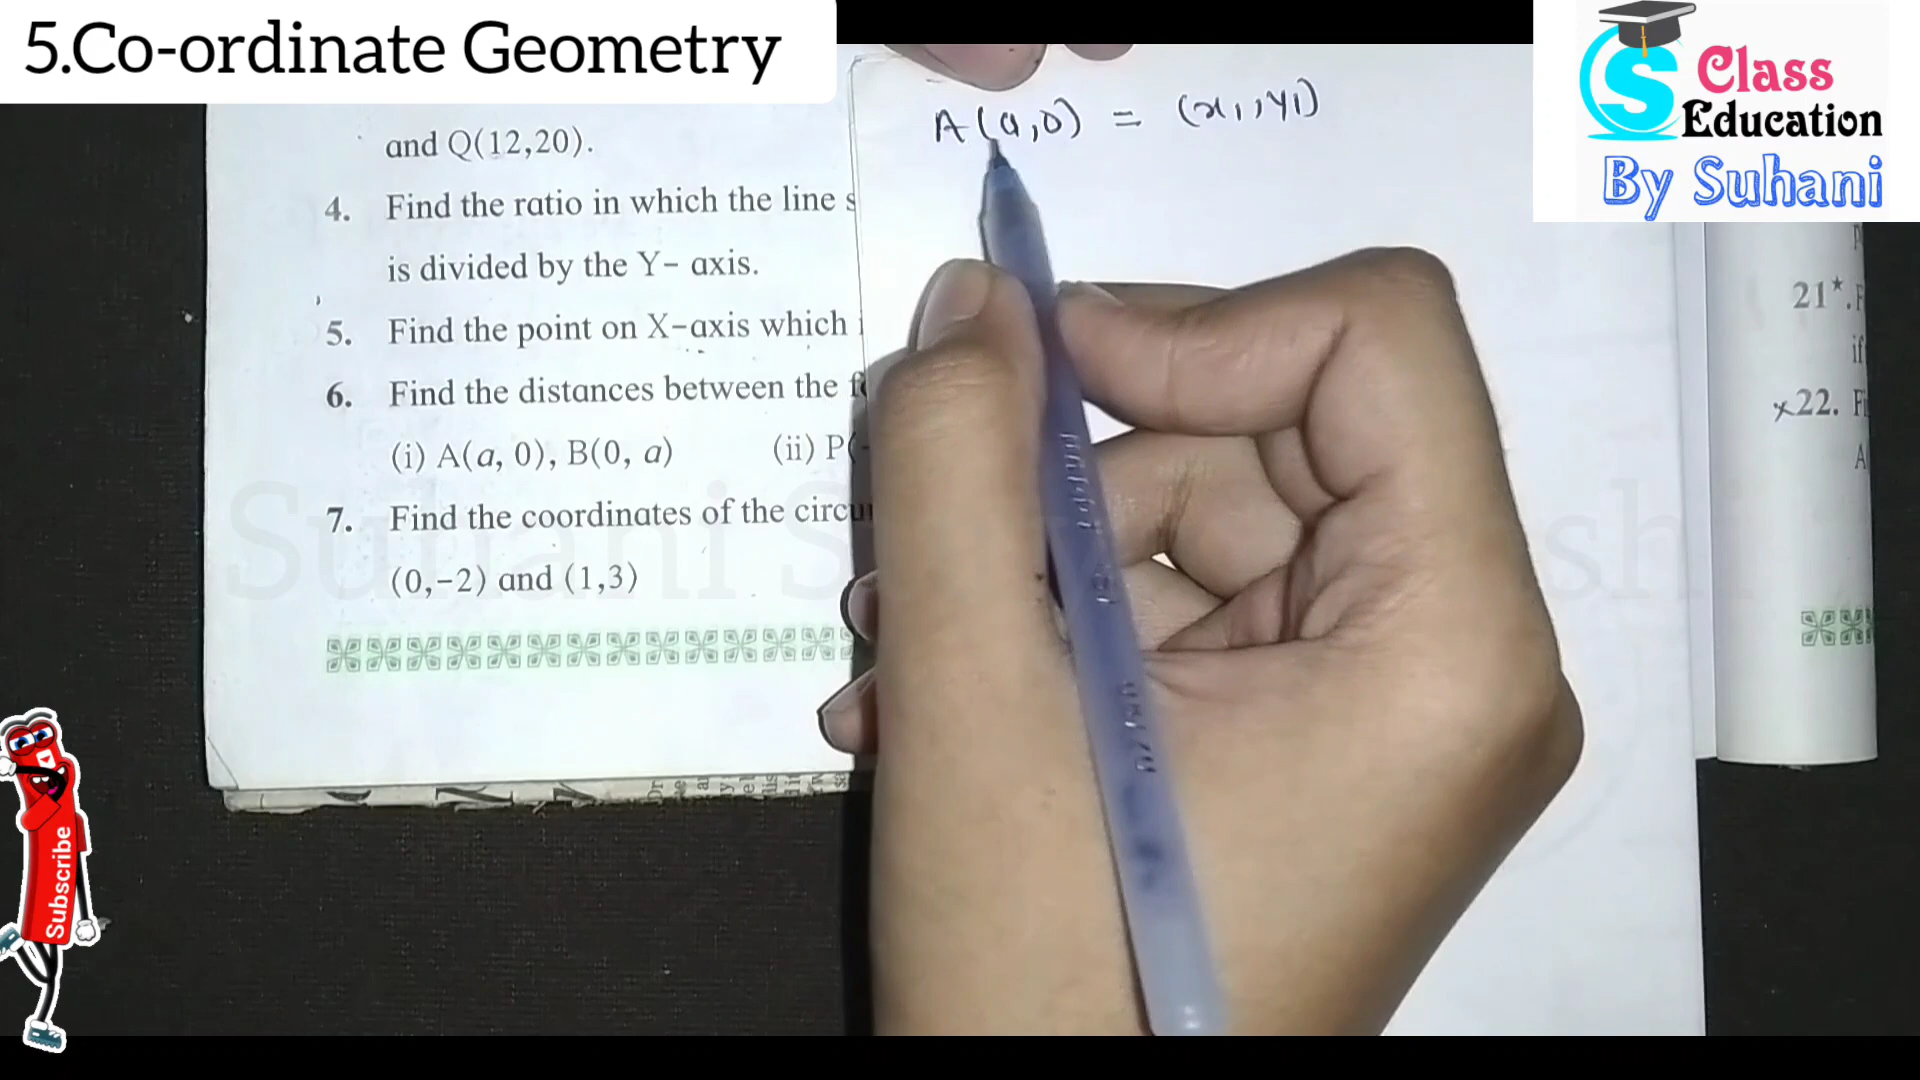 5.Co-ordinate Geometry
S Class
Education
By Suhani
and Q(12,20).
4. Find the ratio in which the line s
is divided by the Y- axis.
5. Find the point on X-axis which i
6. Find the distances between the f
(i) A(a, 0), B(0, a) (ii) P(-
7. Find the coordinates of the circu
(0,-2) and (1,3)
A(a,0) = (x1,y1)
21*. F
if
×22. Fi
A
Subscribe
Suhani